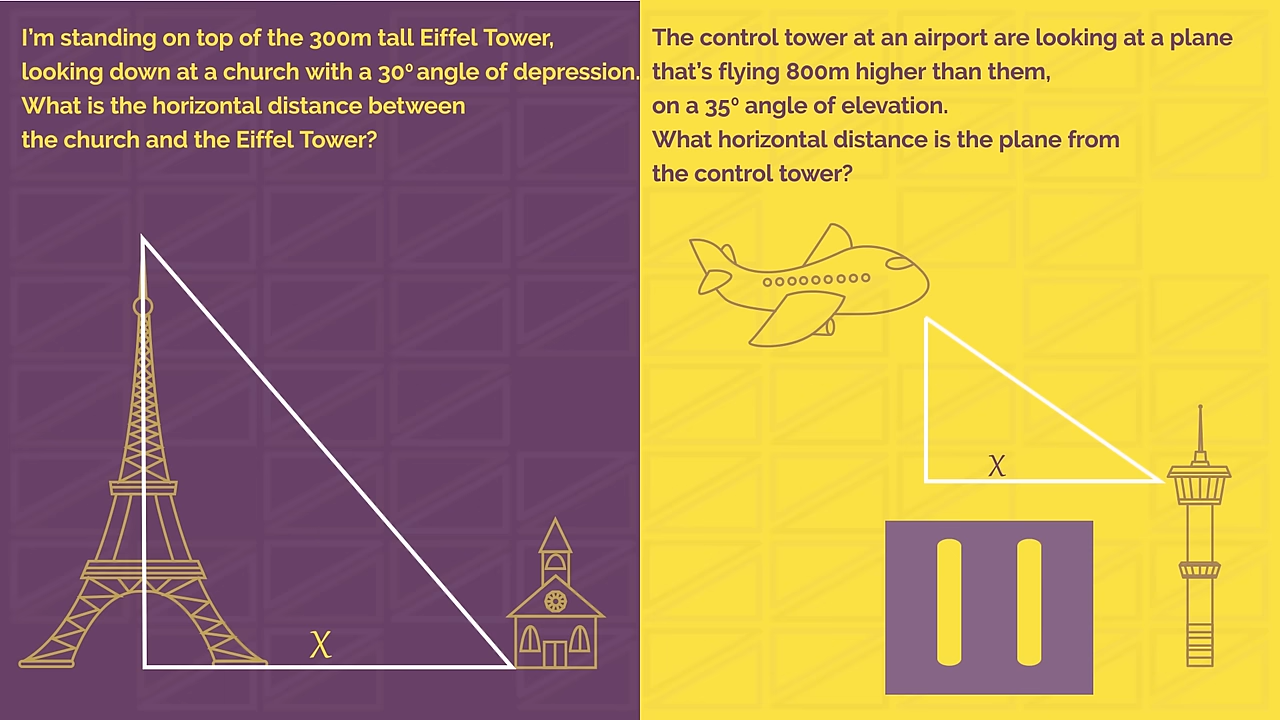 I'm standing on top of the 300m tall Eiffel Tower,
looking down at a church with a 30⁰ angle of depression.
What is the horizontal distance between
the church and the Eiffel Tower?
x
The control tower at an airport are looking at a plane
that's flying 800m higher than them,
on a 35⁰ angle of elevation.
What horizontal distance is the plane from
the control tower?
x